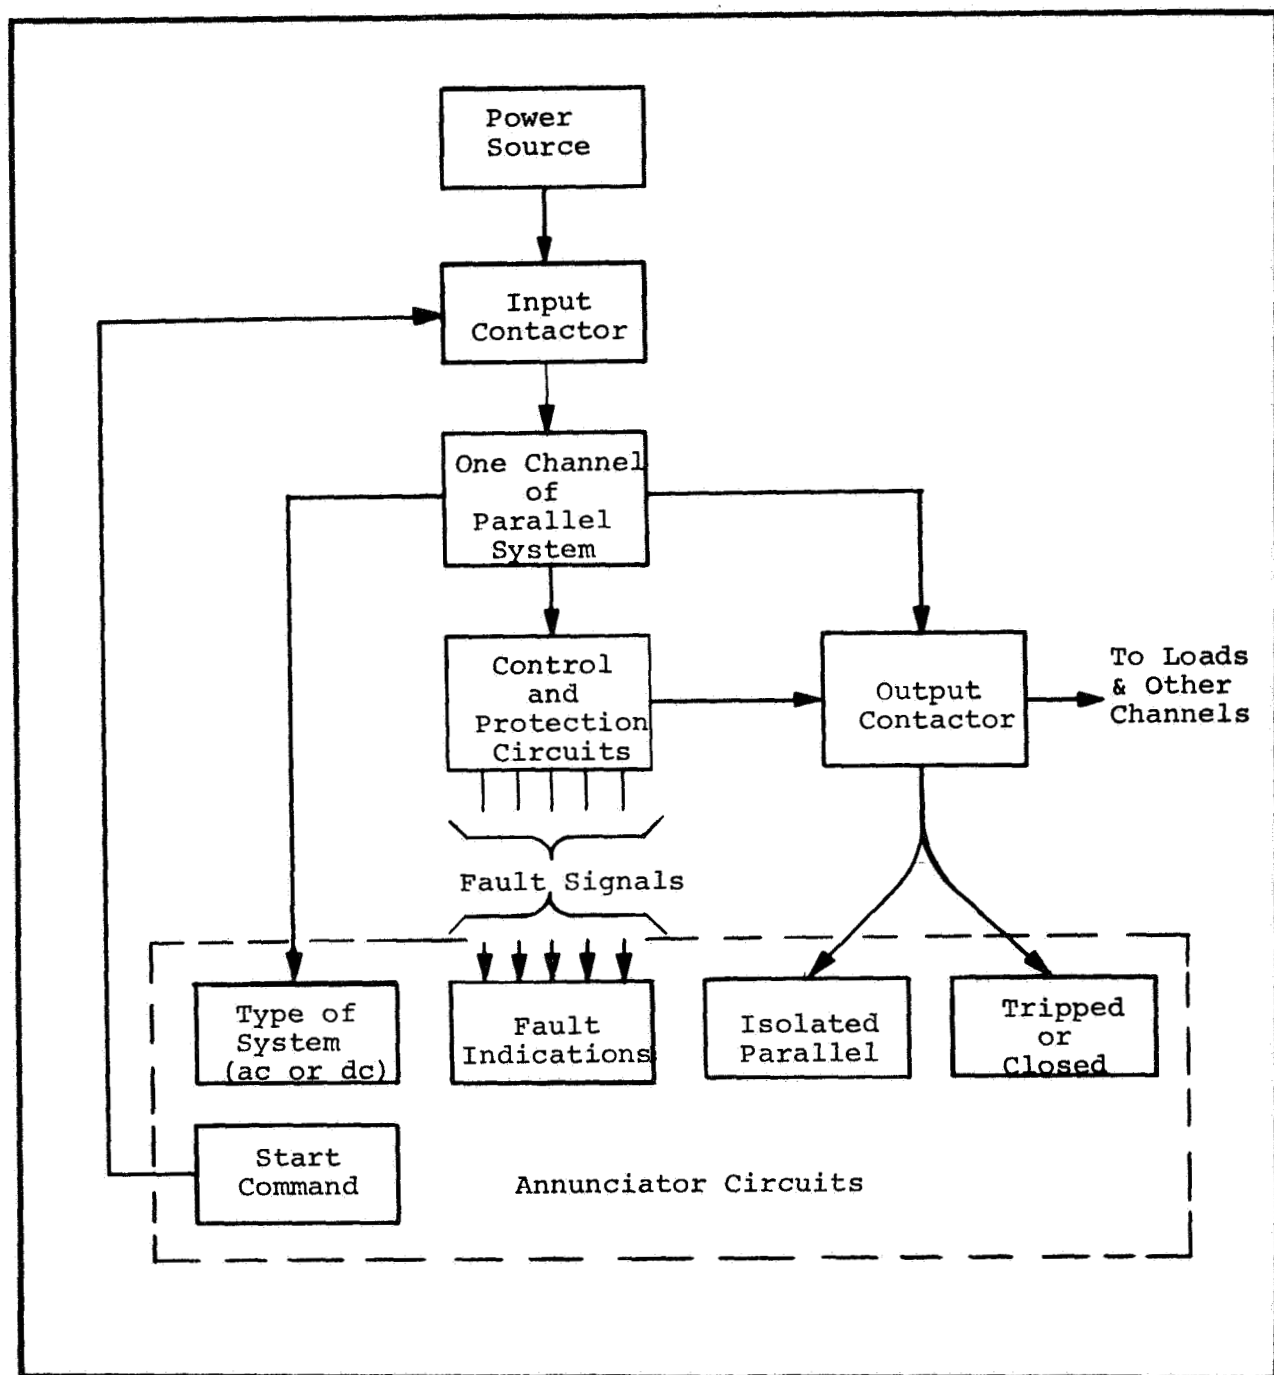 Power
Source
Input
Contactor
One Channel
of
Parallel
System
Control
and
Protection
Circuits
Output
Contactor
To Loads
& Other
Channels
Fault Signals
Type of
System
(ac or dc)
Fault
Indications
Isolated
Parallel
Tripped
or
Closed
Start
Command
Annunciator Circuits